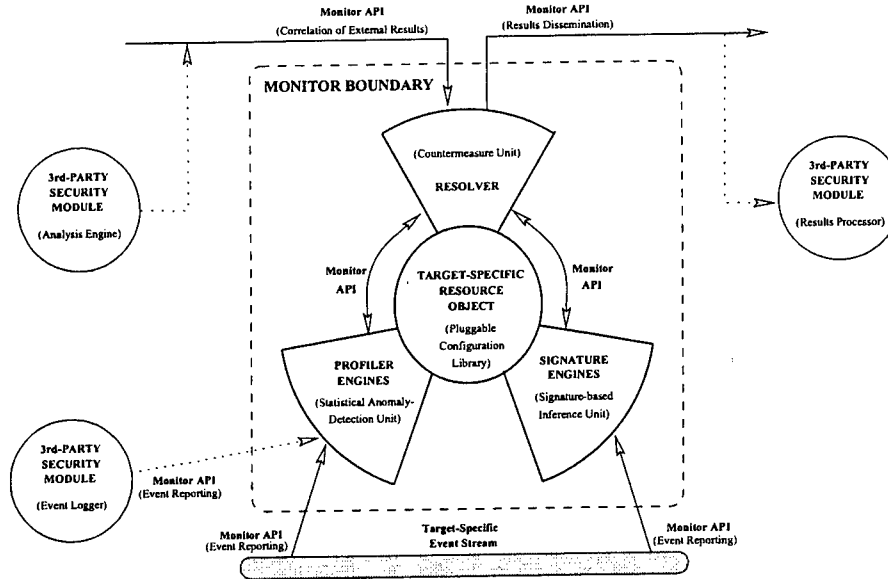 Monitor API
(Correlation of External Results)
Monitor API
(Results Dissemination)
MONITOR BOUNDARY
(Countermeasure Unit)
RESOLVER
3rd-PARTY
SECURITY
MODULE
(Analysis Engine)
3rd-PARTY
SECURITY
MODULE
(Results Processor)
Monitor
API
TARGET-SPECIFIC
RESOURCE
OBJECT
(Pluggable
Configuration
Library)
Monitor
API
PROFILER
ENGINES
(Statistical Anomaly-
Detection Unit)
SIGNATURE
ENGINES
(Signature-based
Inference Unit)
3rd-PARTY
SECURITY
MODULE
(Event Logger)
Monitor API
(Event Reporting)
Monitor API
(Event Reporting)
Target-Specific
Event Stream
Monitor API
(Event Reporting)